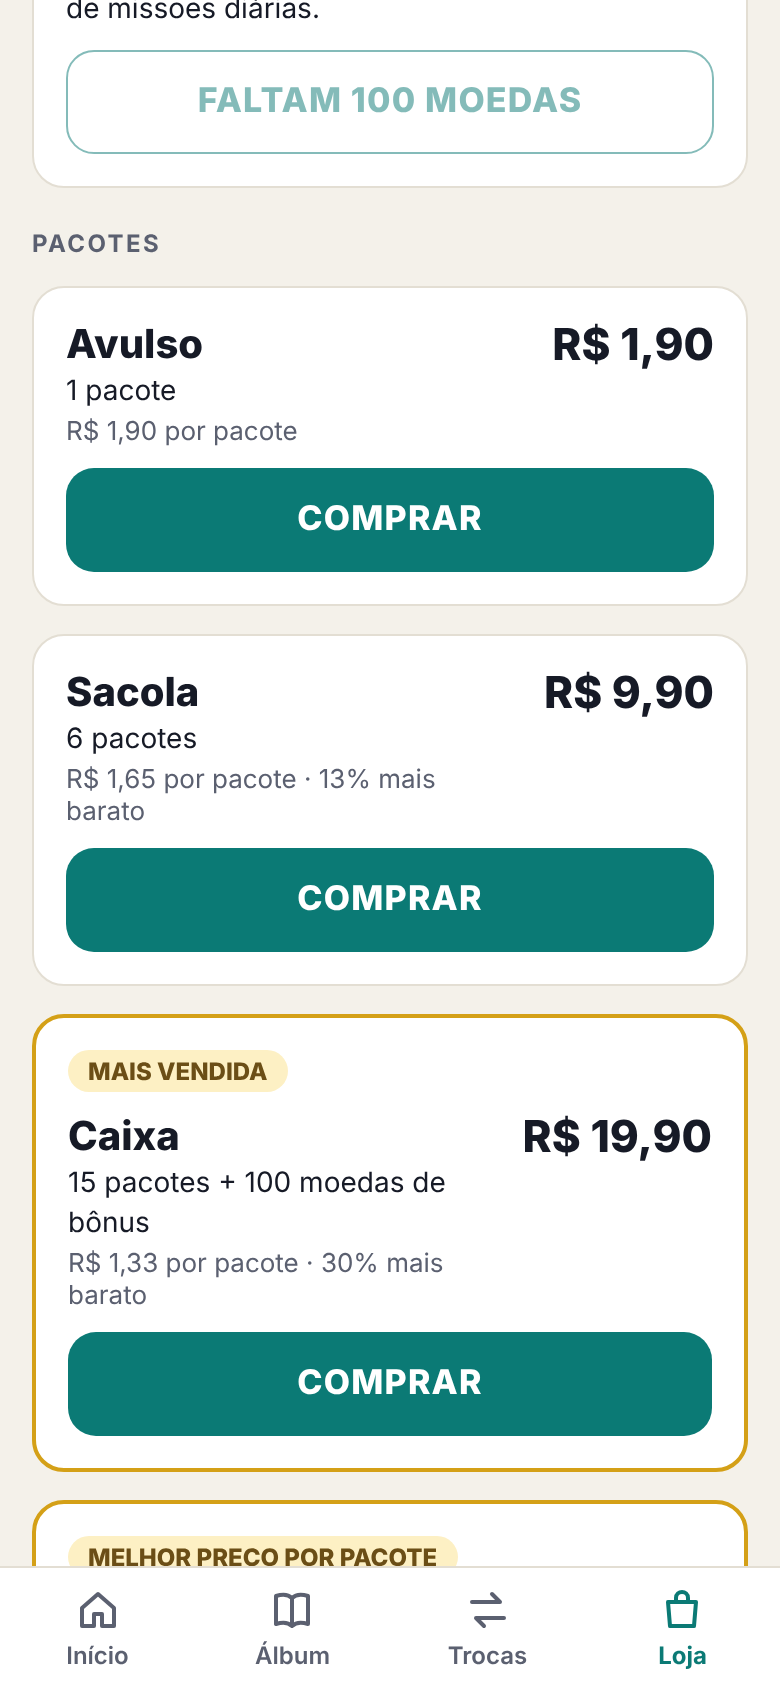 de missões diárias.
FALTAM 100 MOEDAS
PACOTES
Avulso
R$ 1,90
1 pacote
R$ 1,90 por pacote
COMPRAR
Sacola
R$ 9,90
6 pacotes
R$ 1,65 por pacote · 13% mais
barato
COMPRAR
MAIS VENDIDA
Caixa
R$ 19,90
15 pacotes + 100 moedas de
bônus
R$ 1,33 por pacote · 30% mais
barato
COMPRAR
MELHOR PREÇO POR PACOTE
Início
Álbum
Trocas
Loja